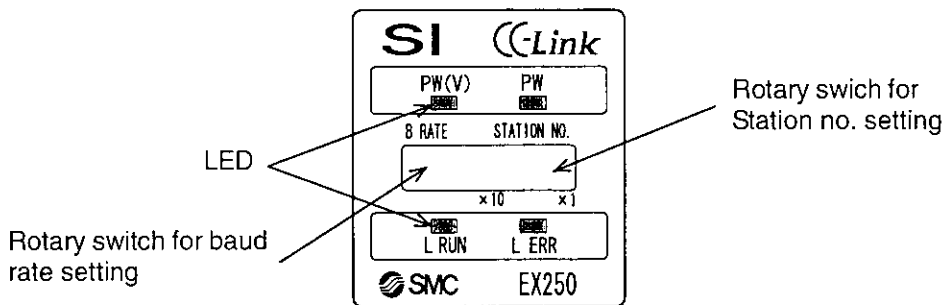 SI CC-Link
PW(V) PW
B RATE STATION NO.
×10 ×1
L RUN L ERR
SMC EX250
LED
Rotary switch for baud
rate setting
Rotary swich for
Station no. setting